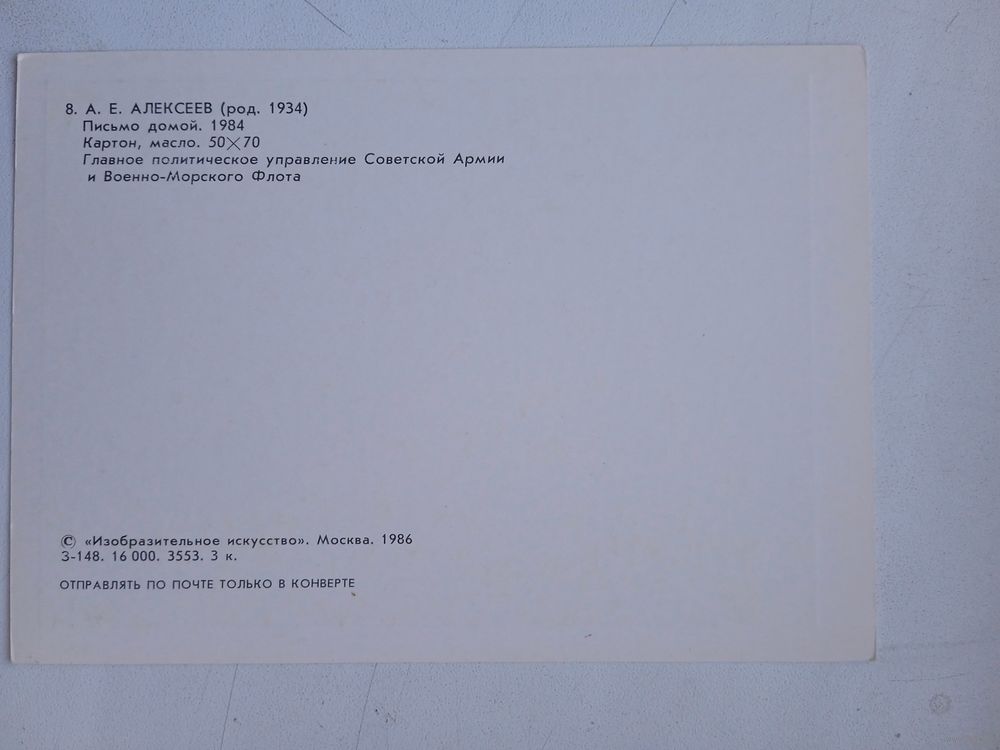 8. А. Е. АЛЕКСЕЕВ (род. 1934)
Письмо домой. 1984
Картон, масло. 50×70
Главное политическое управление Советской Армии
и Военно-Морского Флота
© «Изобразительное искусство». Москва. 1986
3-148. 16 000. 3553. 3 к.
ОТПРАВЛЯТЬ ПО ПОЧТЕ ТОЛЬКО В КОНВЕРТЕ